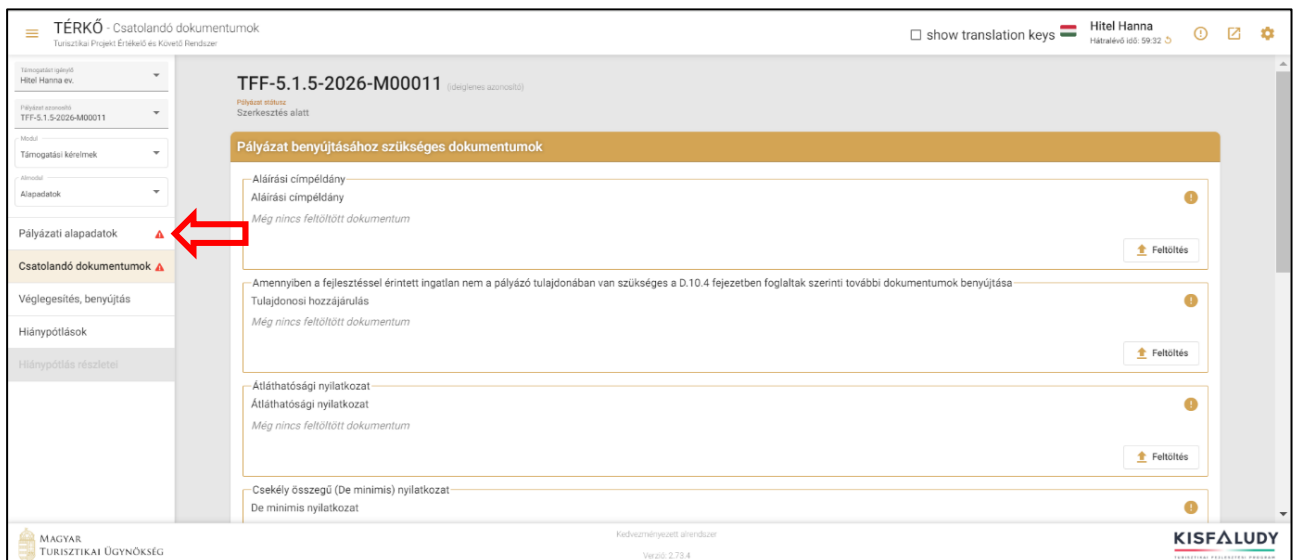 TÉRKŐ - Csatolandó dokumentumok
Turisztikai Projekt Értékelő és Követő Rendszer
show translation keys
Hitel Hanna
Hátralévő idő: 59:32
Támogatást igénylő
Hitel Hanna ev.
Pályázat azonosító
TFF-5.1.5-2026-M00011
Modul
Támogatási kérelmek
Almodul
Alapadatok
Pályázati alapadatok
Csatolandó dokumentumok
Véglegesítés, benyújtás
Hiánypótlások
Hiánypótlás részletei
TFF-5.1.5-2026-M00011 (ideglenes azonosító)
Pályázat státusz
Szerkesztés alatt
Pályázat benyújtásához szükséges dokumentumok
Aláírási címpéldány
Aláírási címpéldány
Még nincs feltöltött dokumentum
Feltöltés
Amennyiben a fejlesztéssel érintett ingatlan nem a pályázó tulajdonában van szükséges a D.10.4 fejezetben foglaltak szerinti további dokumentumok benyújtása
Tulajdonosi hozzájárulás
Még nincs feltöltött dokumentum
Feltöltés
Átláthatósági nyilatkozat
Átláthatósági nyilatkozat
Még nincs feltöltött dokumentum
Feltöltés
Csekély összegű (De minimis) nyilatkozat
De minimis nyilatkozat
MAGYAR
TURISZTIKAI ÜGYNÖKSÉG
Kedvezményezett alrendszer
Verzió: 2.73.4
KISFALUDY
TURISZTIKAI FEJLESZTÉSI PROGRAM